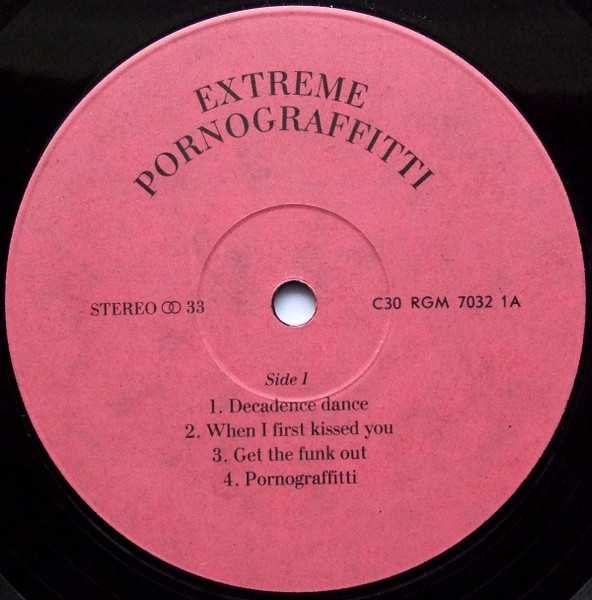 EXTREME
PORNOGRAFFITTI
STEREO ↀ 33
C30 RGM 7032 1A
Side I
1. Decadence dance
2. When I first kissed you
3. Get the funk out
4. Pornograffitti